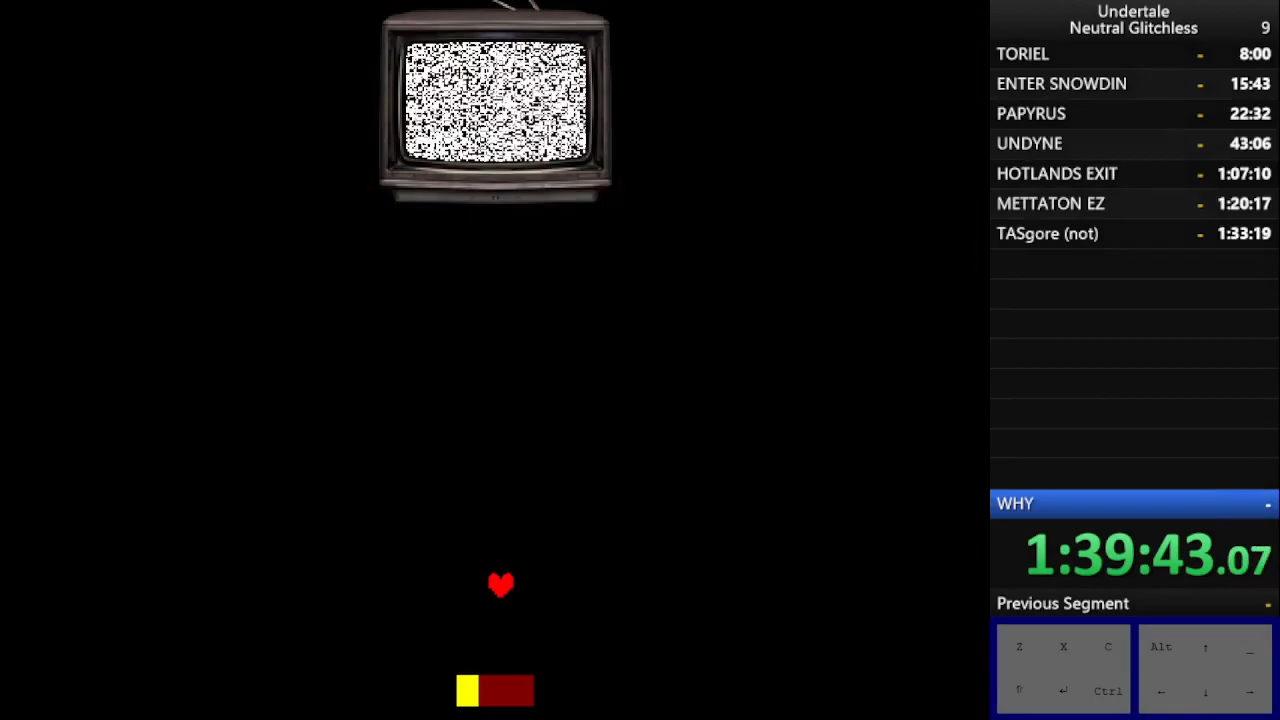 Undertale
Neutral Glitchless 9
TORIEL - 8:00
ENTER SNOWDIN - 15:43
PAPYRUS - 22:32
UNDYNE - 43:06
HOTLANDS EXIT - 1:07:10
METTATON EZ - 1:20:17
TASgore (not) - 1:33:19
WHY -
1:39:43.07
Previous Segment -
Z X C Alt ↑ _
⇑ ↵ Ctrl ← ↓ →